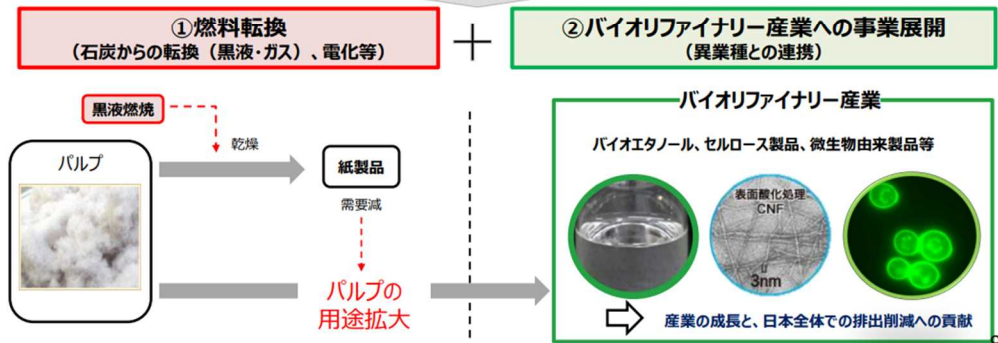 ①燃料転換
（石炭からの転換（黒液・ガス）、電化等）
②バイオリファイナリー産業への事業展開
（異業種との連携）
黒液燃焼
パルプ
乾燥
紙製品
需要減
パルプの
用途拡大
バイオリファイナリー産業
バイオエタノール、セルロース製品、微生物由来製品等
表面酸化処理
CNF
3nm
産業の成長と、日本全体での排出削減への貢献